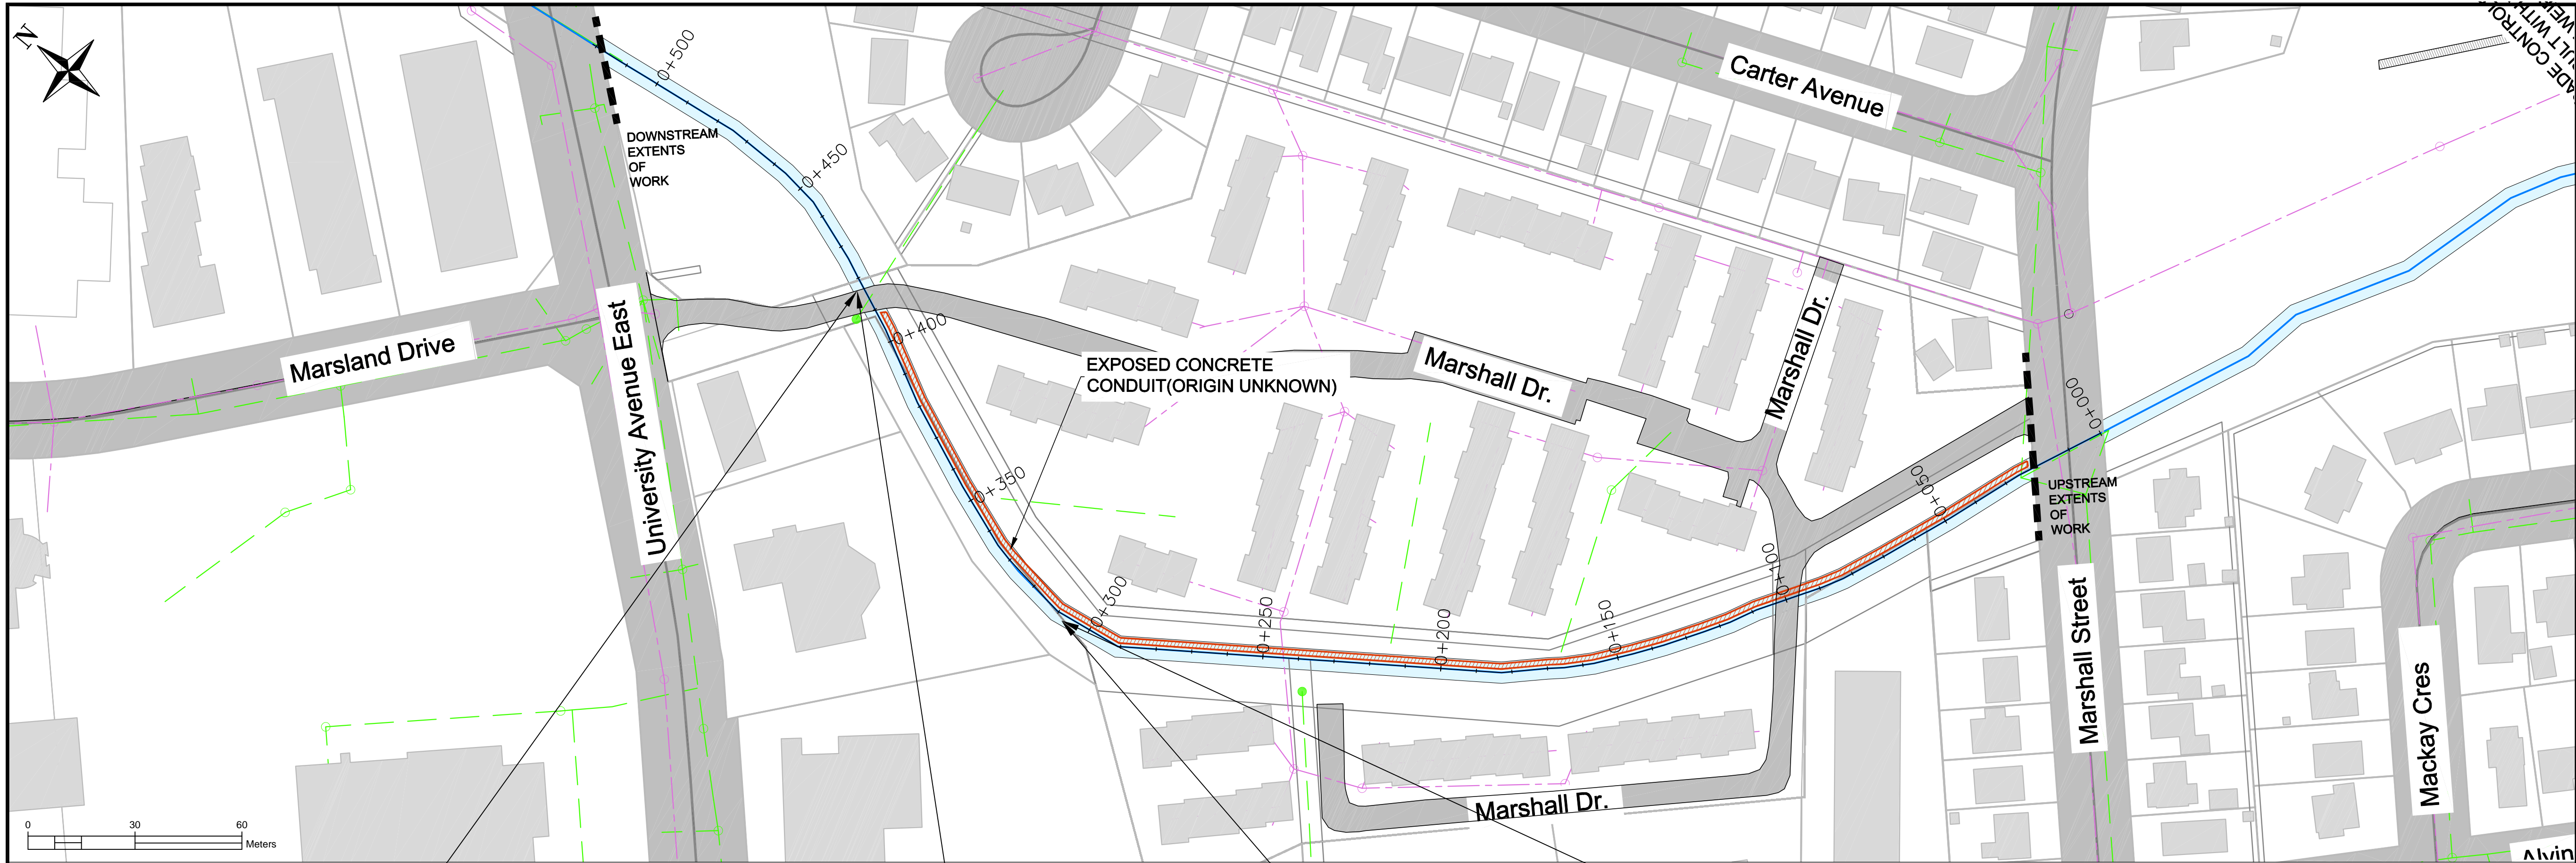 N
0+500
DOWNSTREAM
EXTENTS
OF
WORK
0+450
Carter Avenue
Marsland Drive
University Avenue East
0+400
EXPOSED CONCRETE
CONDUIT(ORIGIN UNKNOWN)
Marshall Dr.
Marshall Dr.
0
0+000
0+350
0+050
UPSTREAM
EXTENTS
OF
WORK
0+300
0+250
0+200
0+150
0+100
Marshall Street
Mackay Cres
Marshall Dr.
0 30 60
Meters